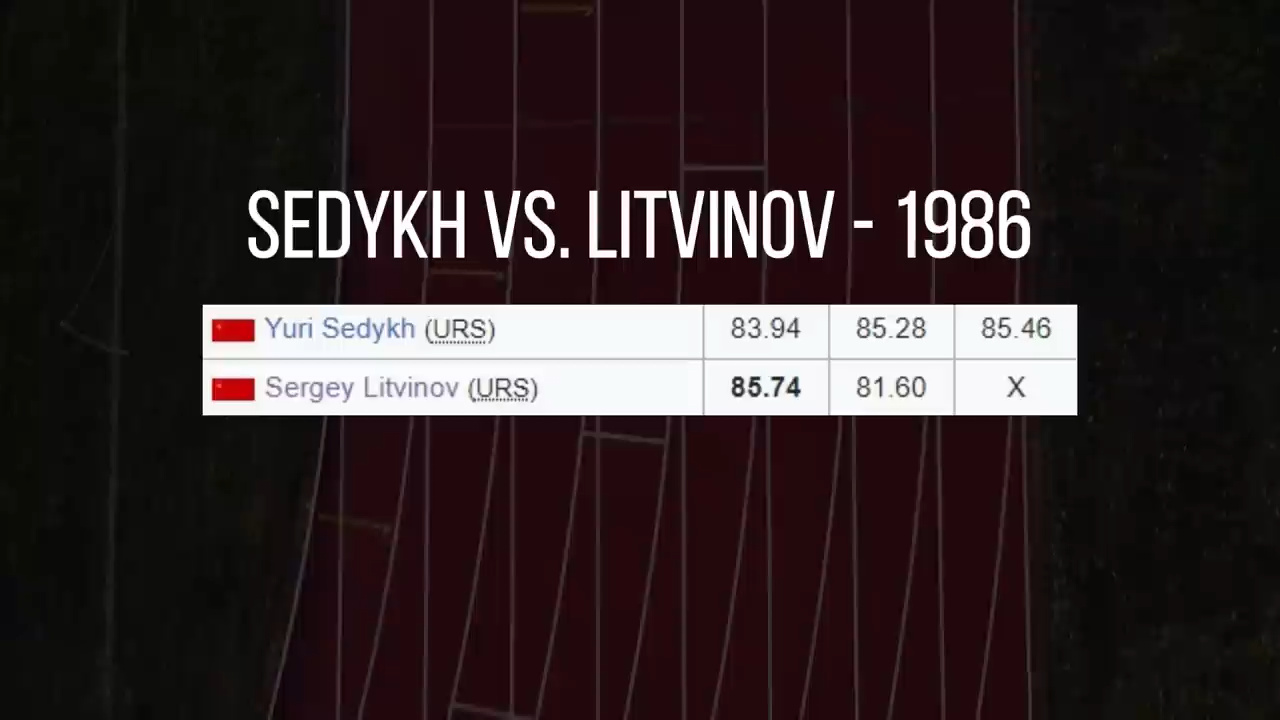 SEDYKH VS. LITVINOV - 1986
Yuri Sedykh (URS) 83.94 85.28 85.46
Sergey Litvinov (URS) 85.74 81.60 X